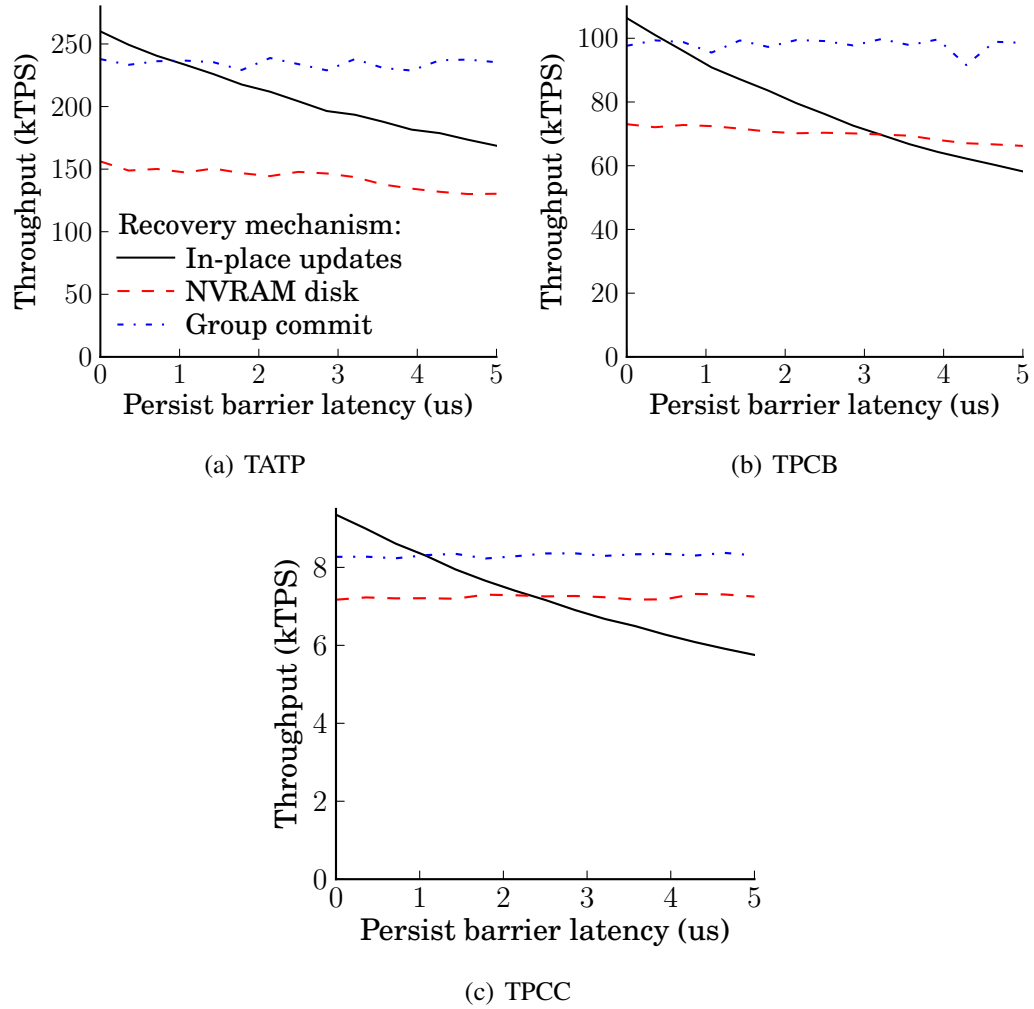 Throughput (kTPS)
250
200
150
100
50
0
Recovery mechanism:
In-place updates
NVRAM disk
Group commit
0 1 2 3 4 5
Persist barrier latency (us)
(a) TATP
Throughput (kTPS)
100
80
60
40
20
0
0 1 2 3 4 5
Persist barrier latency (us)
(b) TPCB
Throughput (kTPS)
8
6
4
2
0
0 1 2 3 4 5
Persist barrier latency (us)
(c) TPCC